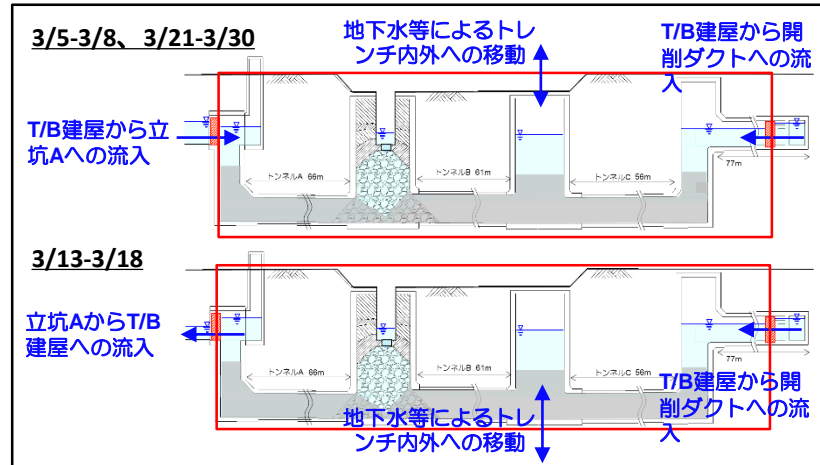 3/5-3/8、 3/21-3/30
地下水等によるトレ
ンチ内外への移動
T/B建屋から開
削ダクトへの流
入
T/B建屋から立
坑Aへの流入
トンネルA 66m
トンネルB 61m
トンネルC 56m
77m
3/13-3/18
立坑AからT/B
建屋への流入
トンネルA 66m
トンネルB 61m
トンネルC 56m
77m
地下水等によるトレ
ンチ内外への移動
T/B建屋から開
削ダクトへの流
入